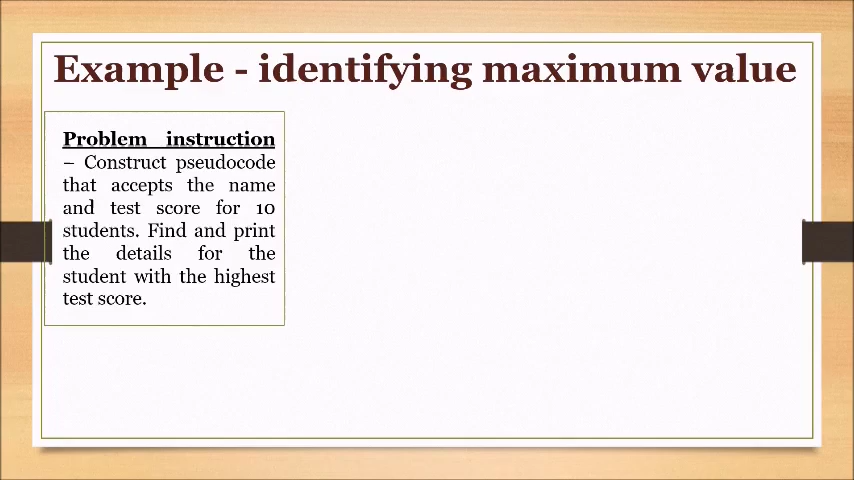 Example - identifying maximum value
Problem instruction
– Construct pseudocode
that accepts the name
and test score for 10
students. Find and print
the details for the
student with the highest
test score.